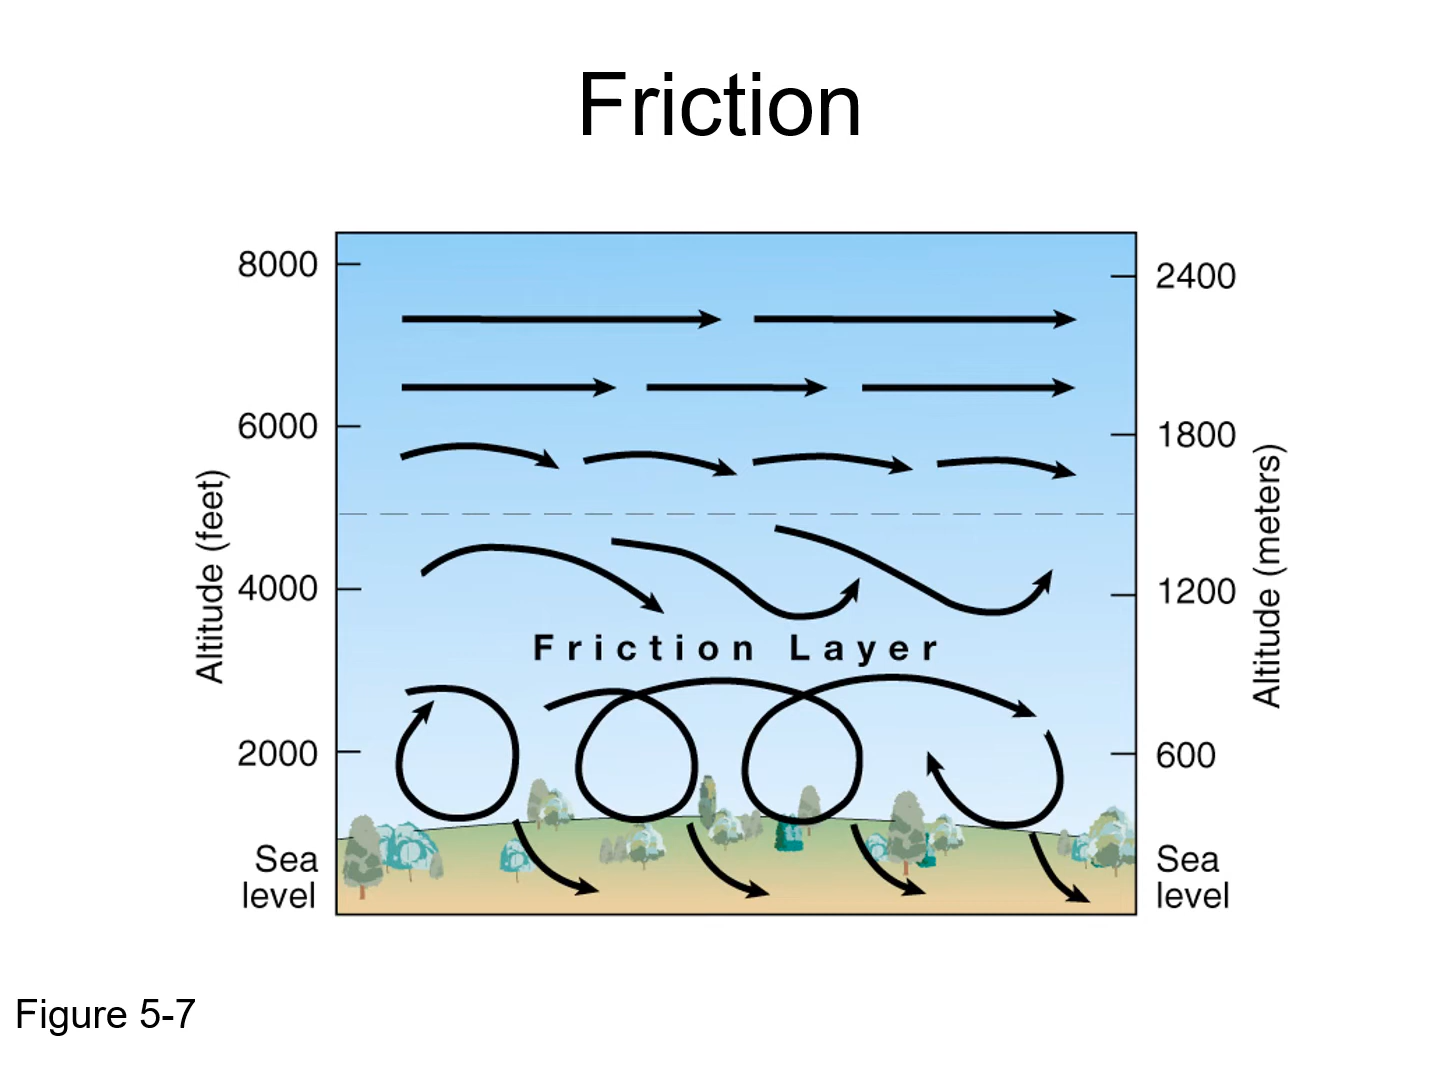 Friction
8000
6000
4000
2000
Sea
level
Altitude (feet)
Friction Layer
2400
1800
1200
600
Sea
level
Altitude (meters)
Figure 5-7